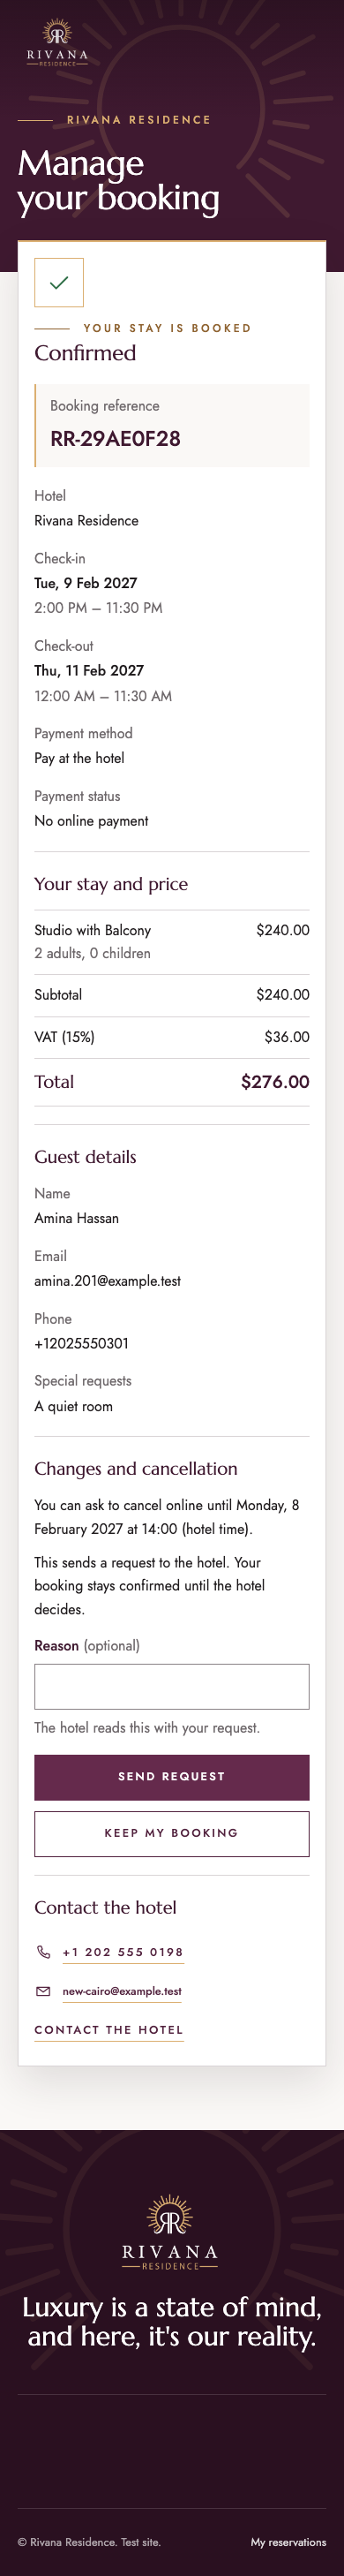 RIVANA
RESIDENCE
RIVANA RESIDENCE
Manage
your booking
YOUR STAY IS BOOKED
Confirmed
Booking reference
RR-29AE0F28
Hotel
Rivana Residence
Check-in
Tue, 9 Feb 2027
2:00 PM – 11:30 PM
Check-out
Thu, 11 Feb 2027
12:00 AM – 11:30 AM
Payment method
Pay at the hotel
Payment status
No online payment
Your stay and price
Studio with Balcony $240.00
2 adults, 0 children
Subtotal $240.00
VAT (15%) $36.00
Total $276.00
Guest details
Name
Amina Hassan
Email
amina.201@example.test
Phone
+12025550301
Special requests
A quiet room
Changes and cancellation
You can ask to cancel online until Monday, 8
February 2027 at 14:00 (hotel time).
This sends a request to the hotel. Your
booking stays confirmed until the hotel
decides.
Reason (optional)
The hotel reads this with your request.
SEND REQUEST
KEEP MY BOOKING
Contact the hotel
+1 202 555 0198
new-cairo@example.test
CONTACT THE HOTEL
RIVANA
RESIDENCE
Luxury is a state of mind,
and here, it's our reality.
© Rivana Residence. Test site. My reservations